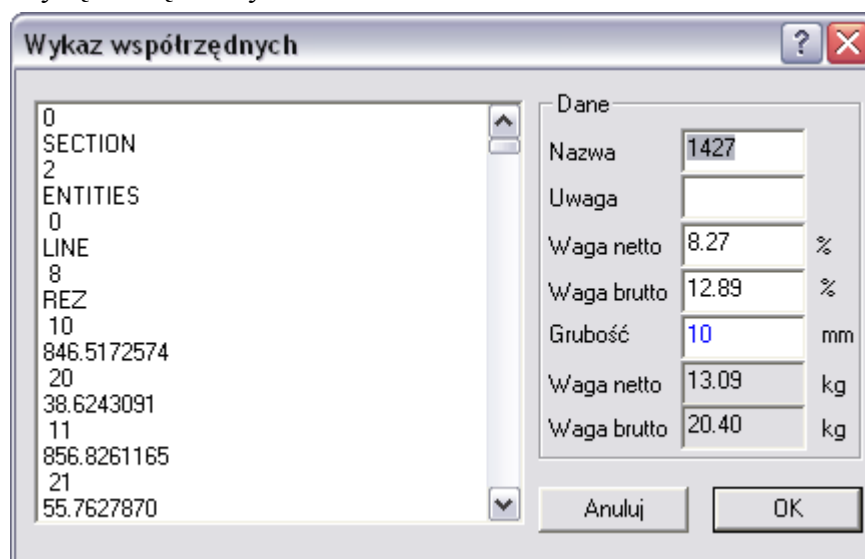 Wykaz współrzędnych
0
SECTION
2
ENTITIES
0
LINE
8
REZ
10
846.5172574
20
38.6243091
11
856.8261165
21
55.7627870
Dane
Nazwa 1427
Uwaga
Waga netto 8.27 %
Waga brutto 12.89 %
Grubość 10 mm
Waga netto 13.09 kg
Waga brutto 20.40 kg
Anuluj OK